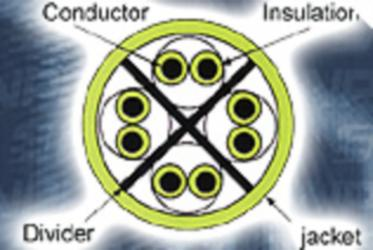 Conductor
Insulation
Divider
jacket